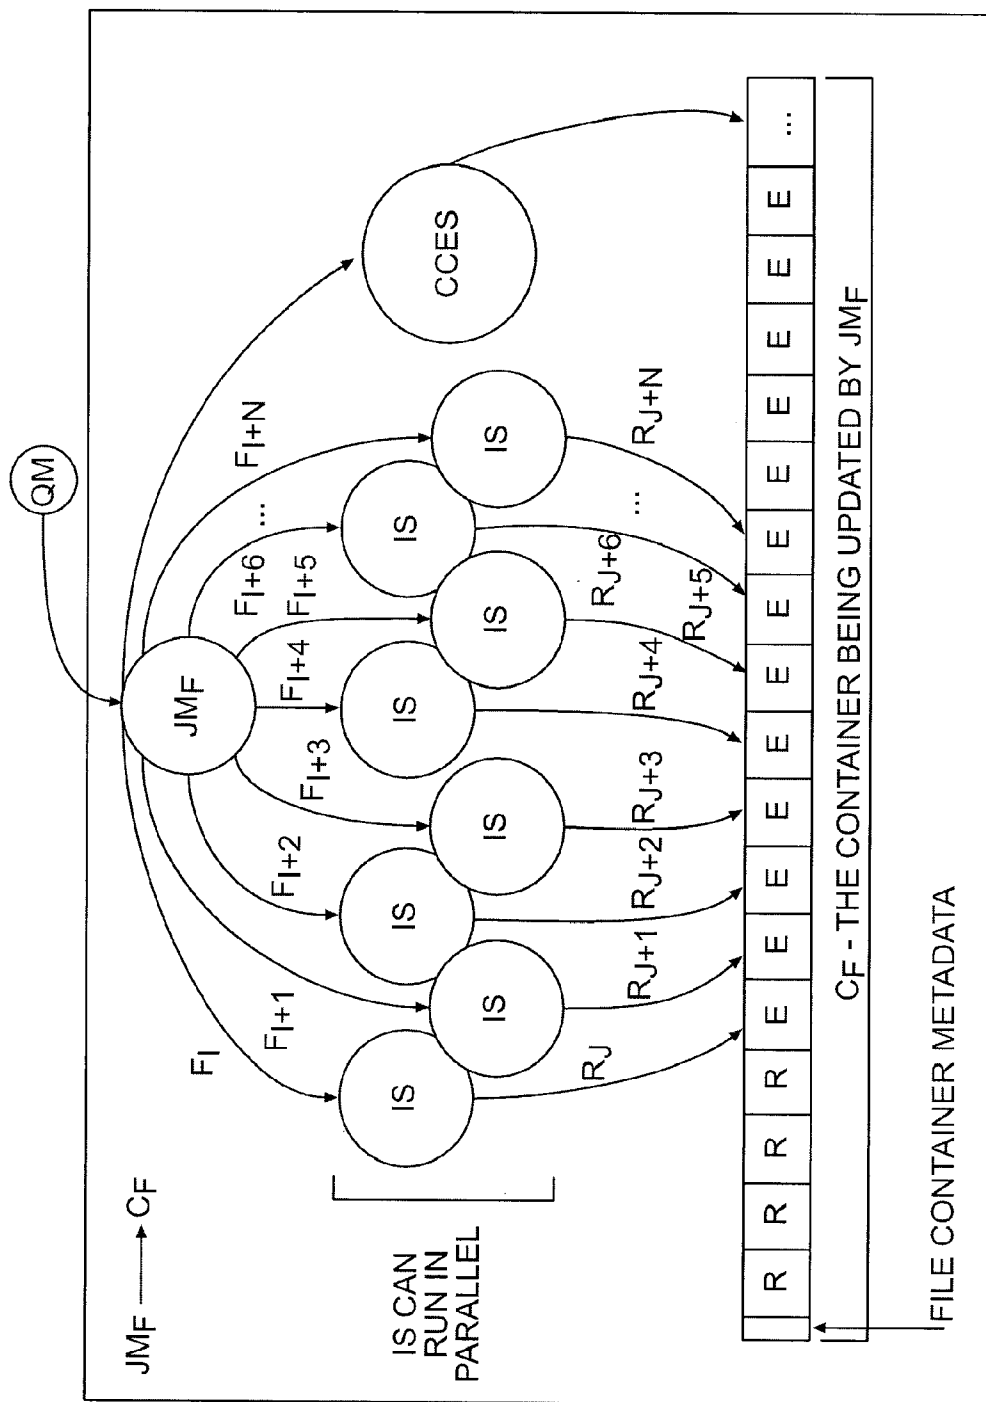 QM
JMF → CF
JMF
FI
FI+1
FI+2
FI+3
FI+4
FI+5
FI+6
...
FI+N
IS CAN
RUN IN
PARALLEL
IS
IS
IS
IS
IS
IS
IS
IS
CCES
RJ
RJ+1
RJ+2
RJ+3
RJ+4
RJ+5
RJ+6
...
RJ+N
R R R R E E E E E E E E E E E E E ...
CF - THE CONTAINER BEING UPDATED BY JMF
FILE CONTAINER METADATA